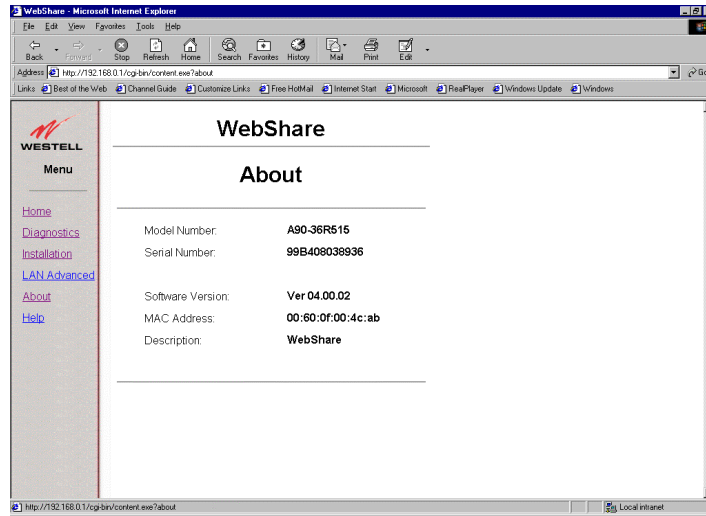 WebShare - Microsoft Internet Explorer
File Edit View Favorites Tools Help
Back Forward Stop Refresh Home Search Favorites History Mail Print Edit
Address http://192.168.0.1/cgi-bin/content.exe?about Go
Links Best of the Web Channel Guide Customize Links Free HotMail Internet Start Microsoft RealPlayer Windows Update Windows
WESTELL
Menu
Home
Diagnostics
Installation
LAN Advanced
About
Help
WebShare
About
Model Number: A90-36R515
Serial Number: 99B408038936
Software Version: Ver 04.00.02
MAC Address: 00:60:0f:00:4c:ab
Description: WebShare
http://192.168.0.1/cgi-bin/content.exe?about Local intranet